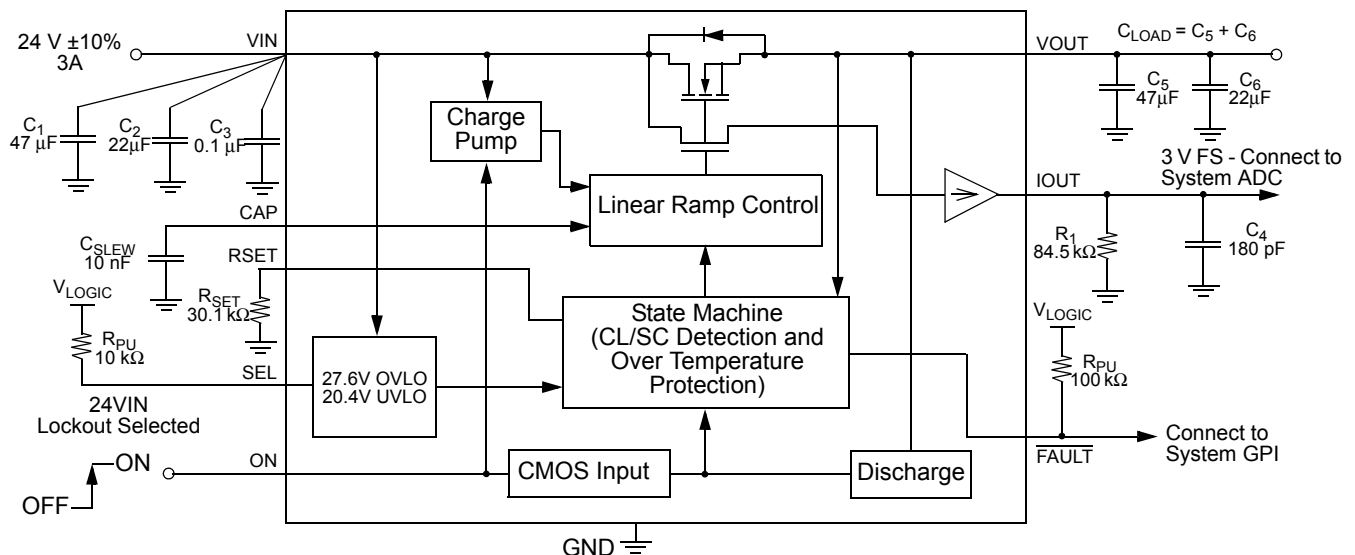 24 V ±10%
3A
VIN
VOUT
CLOAD = C5 + C6
C1
47 µF
C2
22µF
C3
0.1 µF
Charge
Pump
C5
47µF
C6
22µF
3 V FS - Connect to
System ADC
IOUT
CAP
Linear Ramp Control
CSLEW
10 nF
RSET
R1
84.5 kΩ
C4
180 pF
VLOGIC
RSET
30.1 kΩ
State Machine
(CL/SC Detection and
Over Temperature
Protection)
VLOGIC
RPU
10 kΩ
RPU
100 kΩ
SEL
27.6V OVLO
20.4V UVLO
24VIN
Lockout Selected
Connect to
System GPI
FAULT
ON
OFF
ON
CMOS Input
Discharge
GND